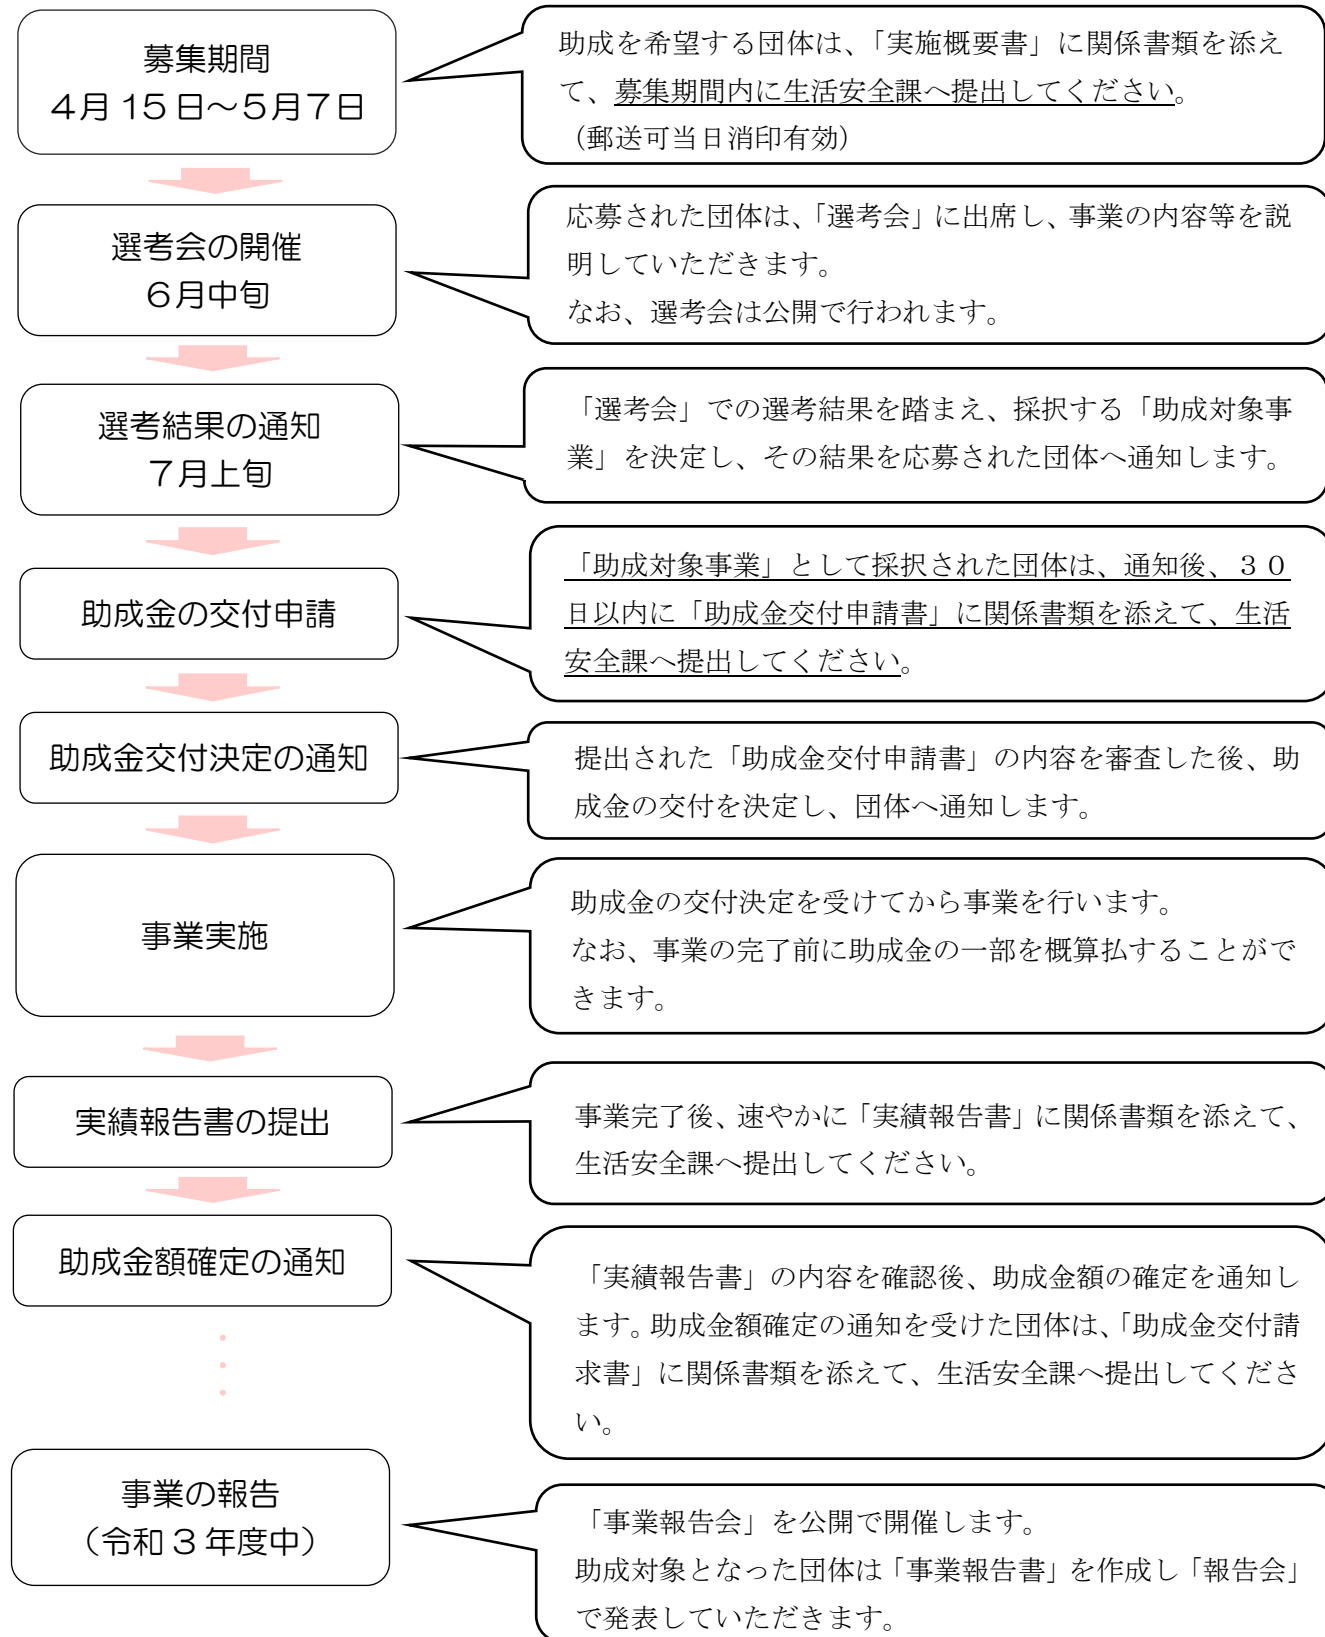 募集期間
４月 15 日～５月７日
助成を希望する団体は、「実施概要書」に関係書類を添え
て、募集期間内に生活安全課へ提出してください。
（郵送可当日消印有効）
選考会の開催
６月中旬
応募された団体は、「選考会」に出席し、事業の内容等を説
明していただきます。
なお、選考会は公開で行われます。
選考結果の通知
７月上旬
「選考会」での選考結果を踏まえ、採択する「助成対象事
業」を決定し、その結果を応募された団体へ通知します。
助成金の交付申請
「助成対象事業」として採択された団体は、通知後、３０
日以内に「助成金交付申請書」に関係書類を添えて、生活
安全課へ提出してください。
助成金交付決定の通知
提出された「助成金交付申請書」の内容を審査した後、助
成金の交付を決定し、団体へ通知します。
事業実施
助成金の交付決定を受けてから事業を行います。
なお、事業の完了前に助成金の一部を概算払することがで
きます。
実績報告書の提出
事業完了後、速やかに「実績報告書」に関係書類を添えて、
生活安全課へ提出してください。
助成金額確定の通知
「実績報告書」の内容を確認後、助成金額の確定を通知し
ます。助成金額確定の通知を受けた団体は、「助成金交付請
求書」に関係書類を添えて、生活安全課へ提出してくださ
い。
事業の報告
（令和３年度中）
「事業報告会」を公開で開催します。
助成対象となった団体は「事業報告書」を作成し「報告会」
で発表していただきます。